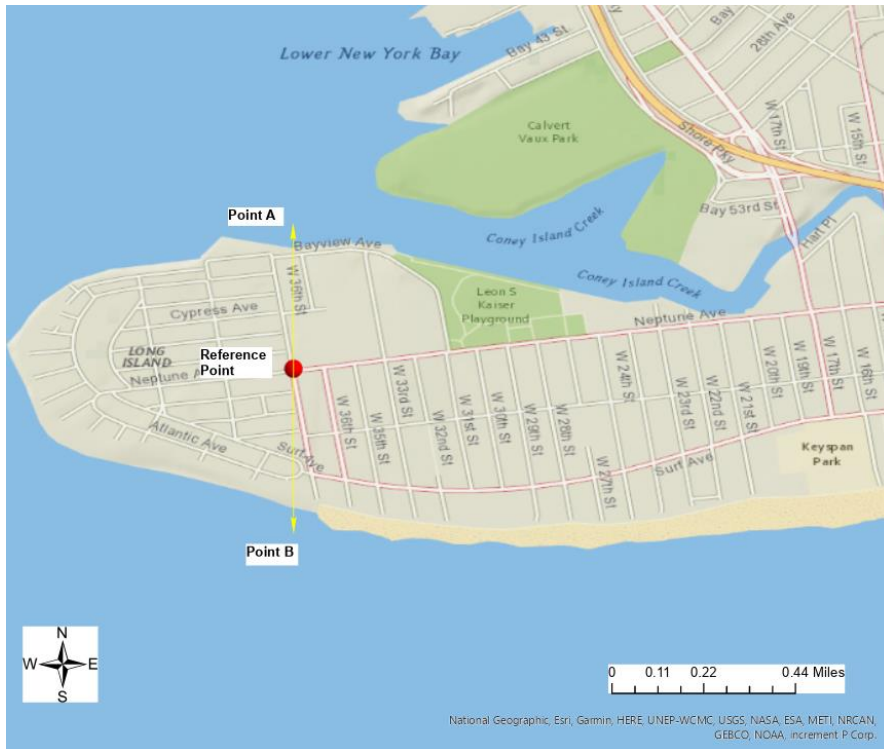 Lower New York Bay
Bay 43 St
Bay
28th Ave
Calvert
Vaux Park
Shore Pky
W 17th St
W 15th St
Point A
Bay 53rd St
Hart Pl
Coney Island Creek
Bayview Ave
W 36th St
Coney Island Creek
Cypress Ave
Leon S
Kaiser
Playground
Neptune Ave
LONG
ISLAND
Reference
Point
Neptune
W 33rd St
W 24th St
W 20th St
W 19th St
W 17th St
W 16th St
W 36th St
W 35th St
W 32nd St
W 31st St
W 30th St
W 29th St
W 28th St
W 23rd St
W 22nd St
W 21st St
Atlantic Ave
Surf Ave
Surf Ave
W 27th St
Keyspan
Park
Point B
N
W E
S
0 0.11 0.22 0.44 Miles
National Geographic, Esri, Garmin, HERE, UNEP-WCMC, USGS, NASA, ESA, METI, NRCAN,
GEBCO, NOAA, increment P Corp.